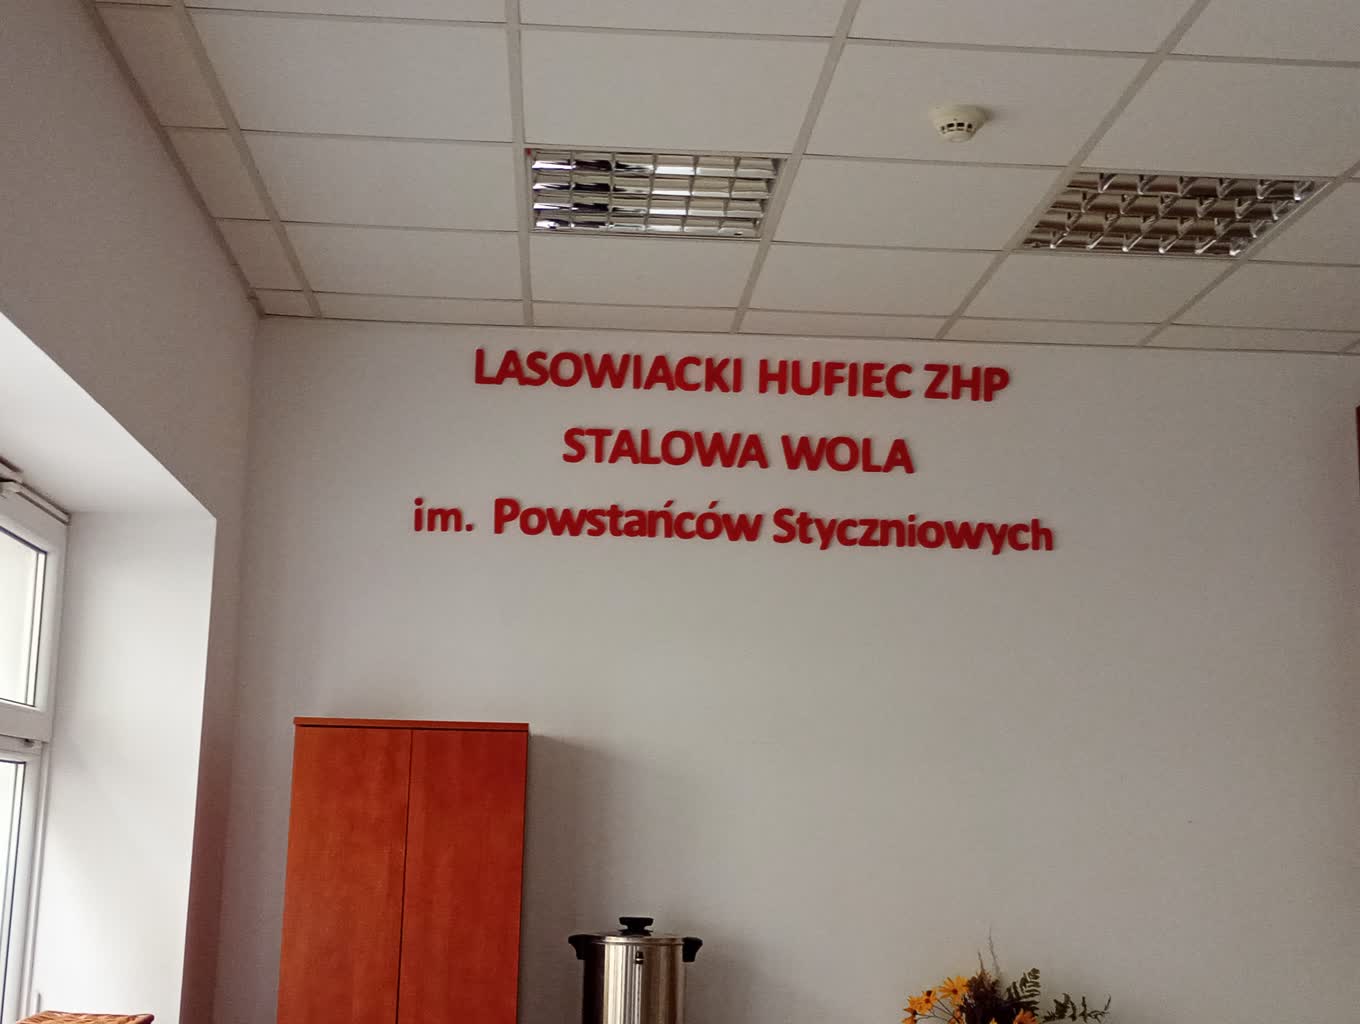 LASOWIACKI HUFIEC ZHP
STALOWA WOLA
im. Powstańców Styczniowych